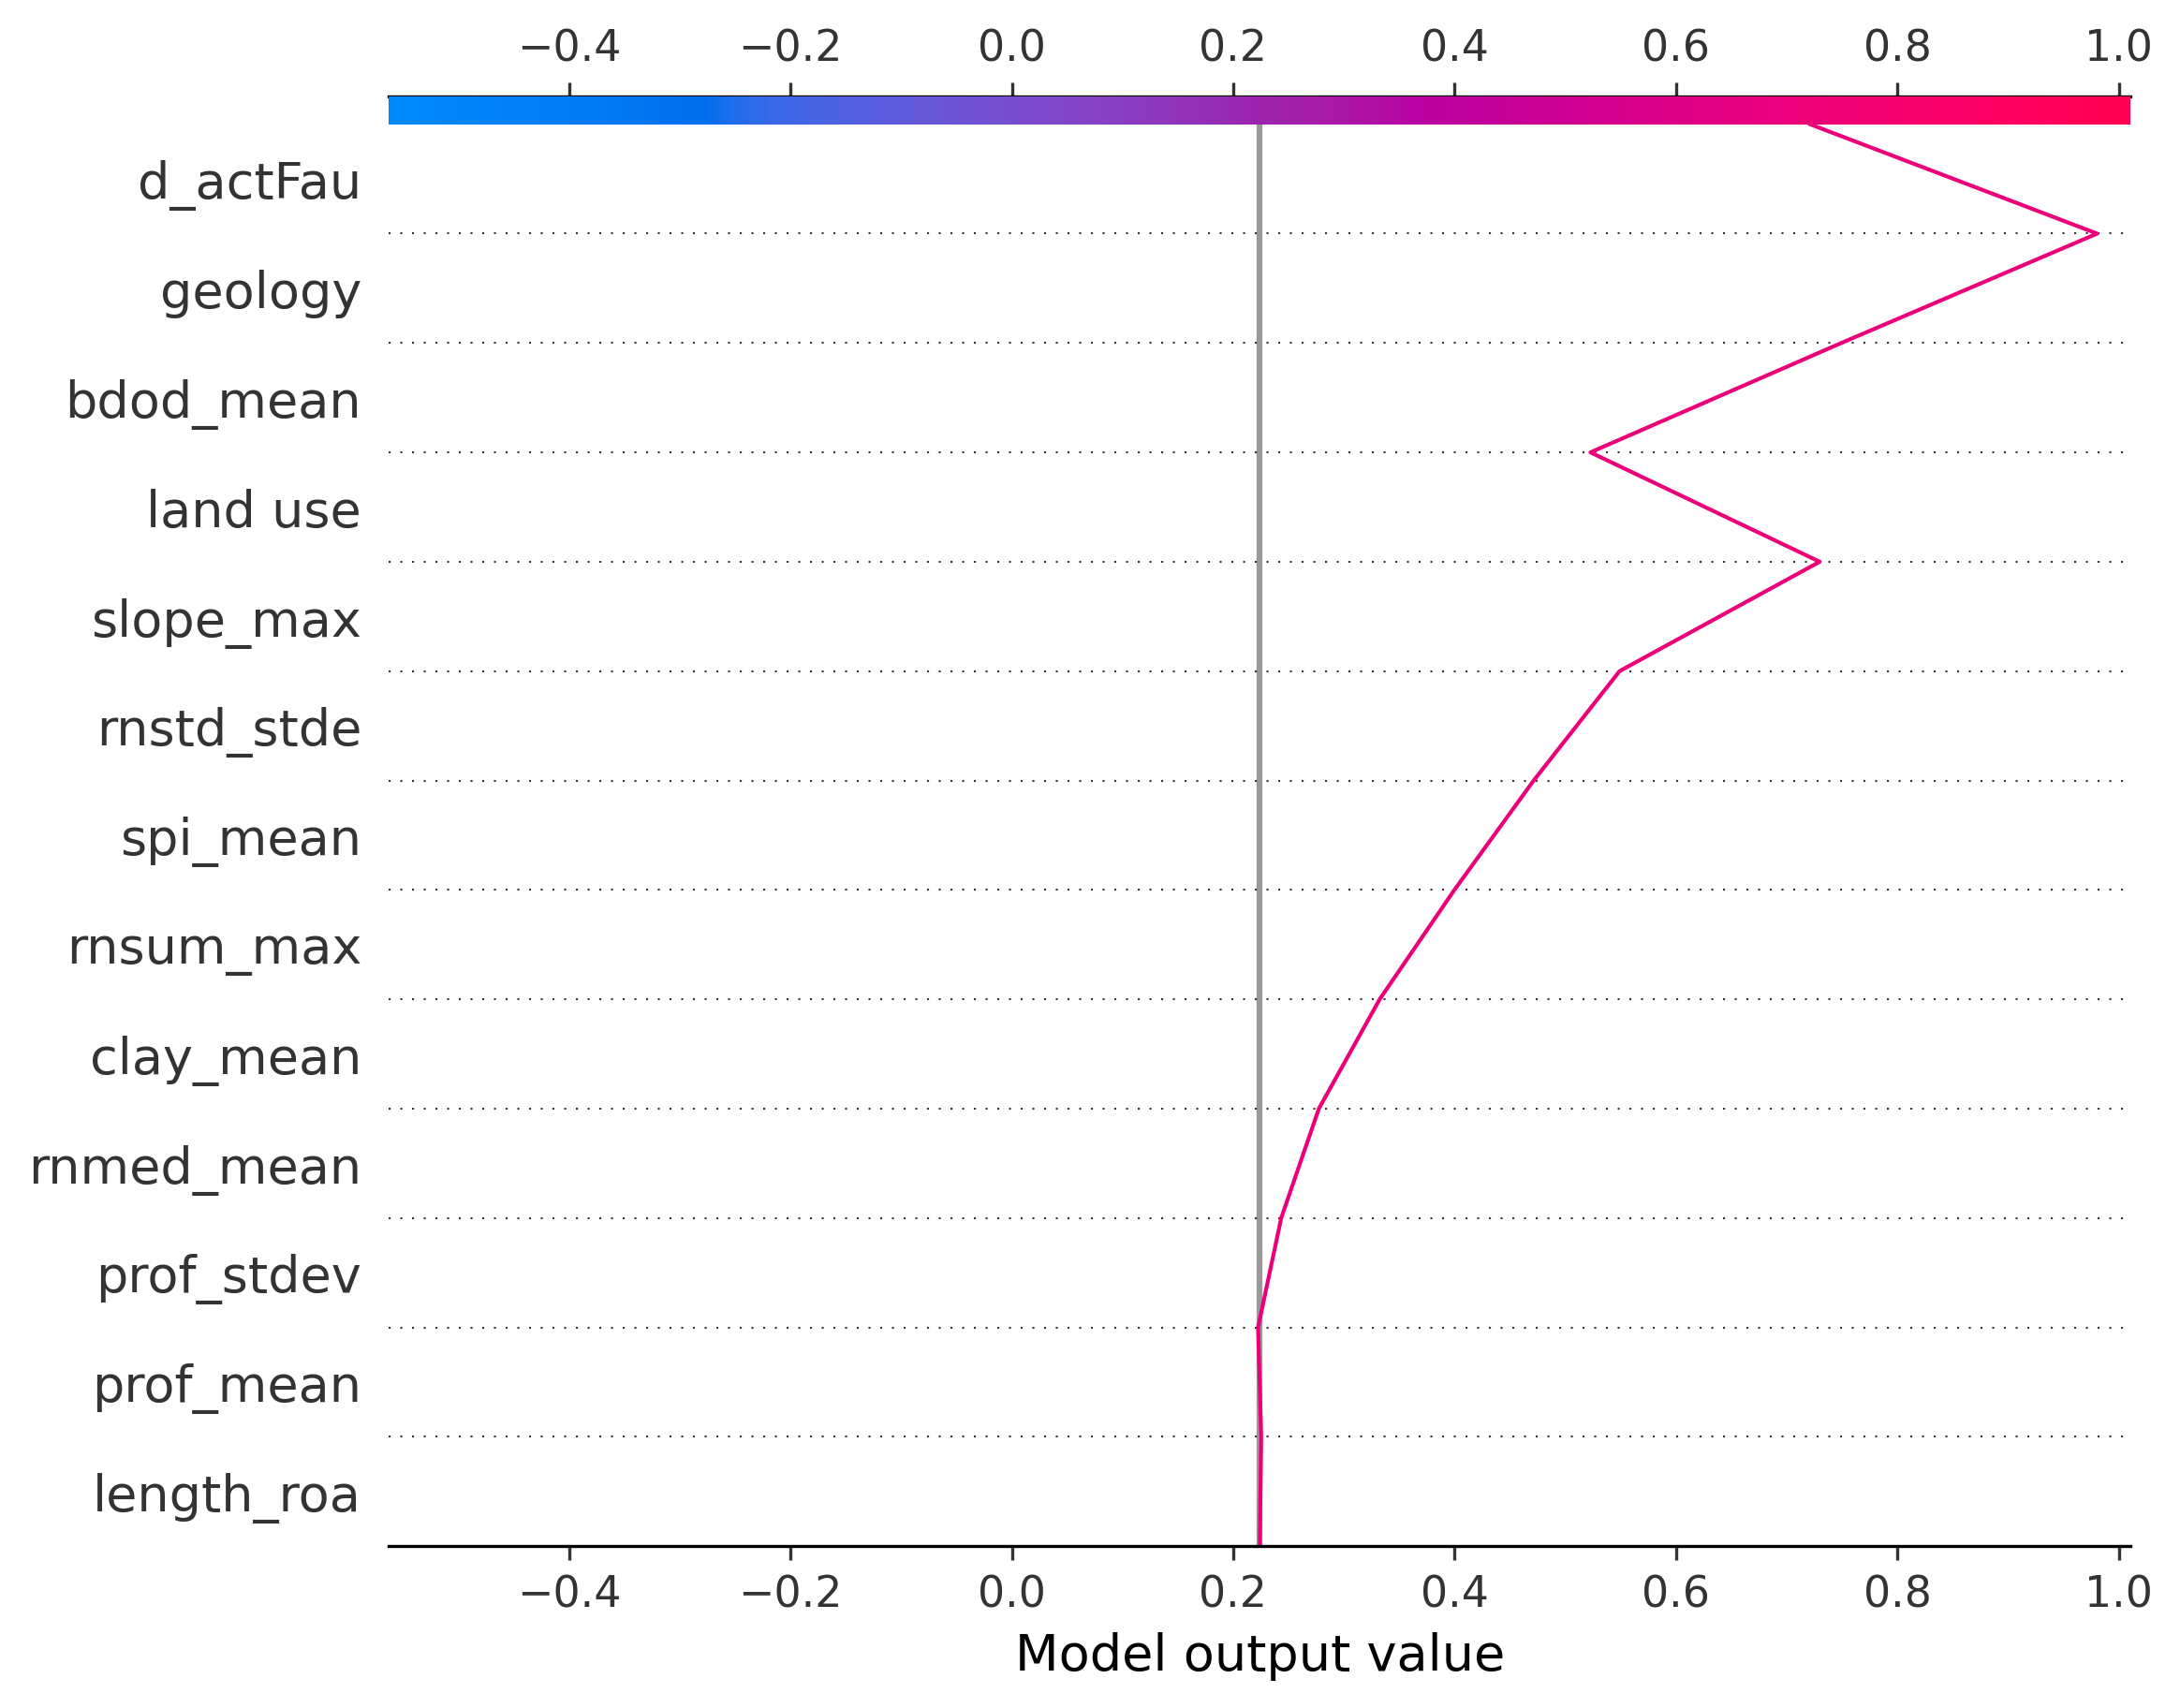 −0.4 −0.2 0.0 0.2 0.4 0.6 0.8 1.0
d_actFau
geology
bdod_mean
land use
slope_max
rnstd_stde
spi_mean
rnsum_max
clay_mean
rnmed_mean
prof_stdev
prof_mean
length_roa
−0.4 −0.2 0.0 0.2 0.4 0.6 0.8 1.0
Model output value